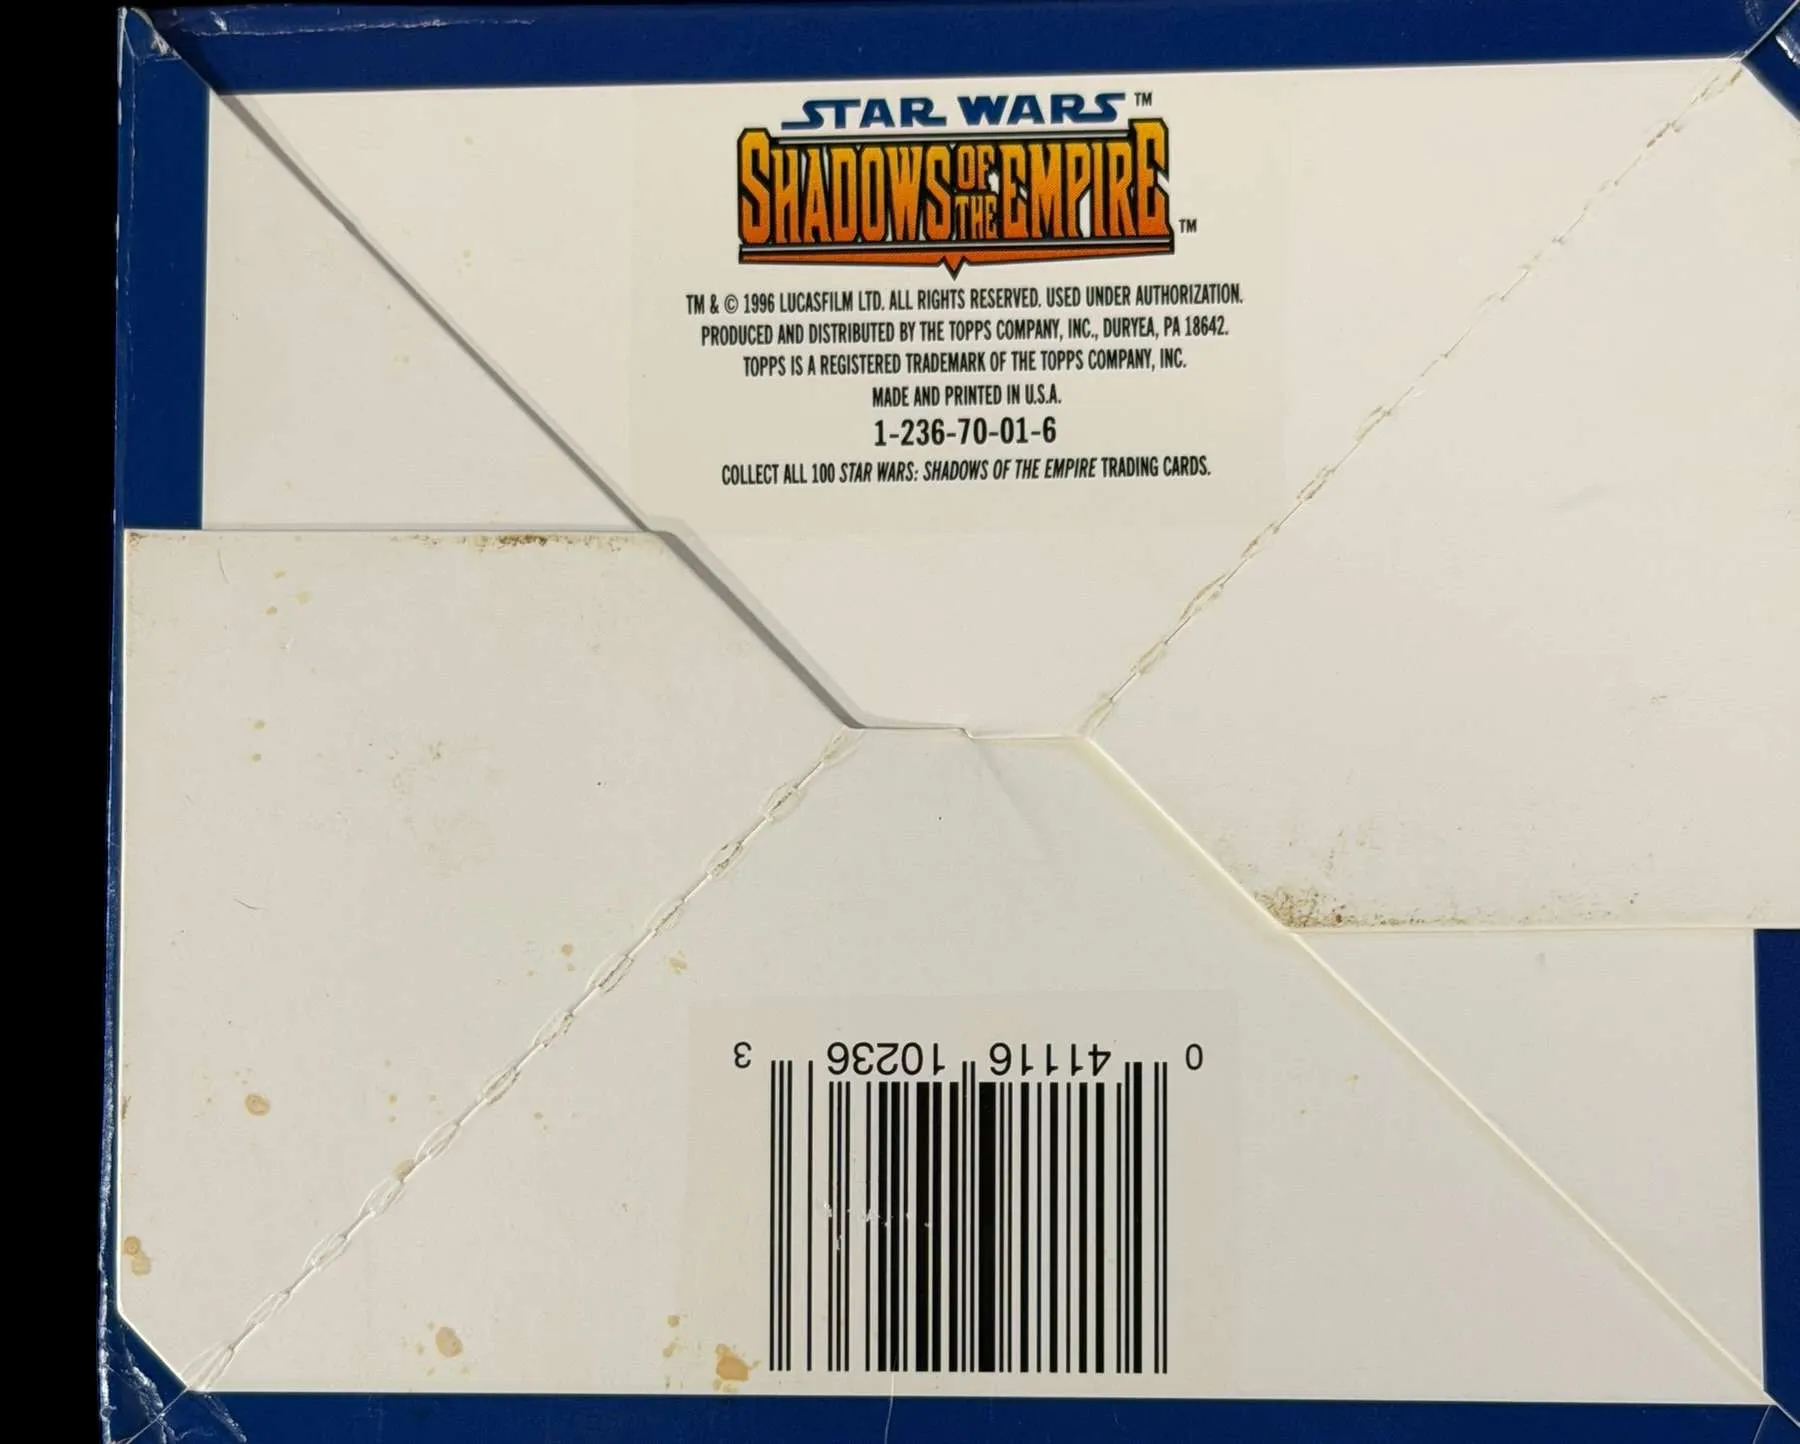 STAR WARS™
SHADOWS OF THE EMPIRE™
TM & © 1996 LUCASFILM LTD. ALL RIGHTS RESERVED. USED UNDER AUTHORIZATION.
PRODUCED AND DISTRIBUTED BY THE TOPPS COMPANY, INC., DURYEA, PA 18642.
TOPPS IS A REGISTERED TRADEMARK OF THE TOPPS COMPANY, INC.
MADE AND PRINTED IN U.S.A.
1-236-70-01-6
COLLECT ALL 100 STAR WARS: SHADOWS OF THE EMPIRE TRADING CARDS.
0 41116 10236 3